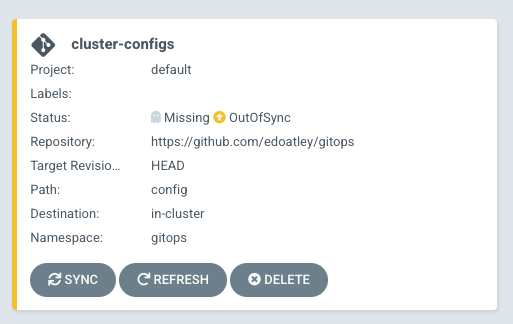 cluster-configs
Project: default
Labels:
Status: Missing OutOfSync
Repository: https://github.com/edoatley/gitops
Target Revisio... HEAD
Path: config
Destination: in-cluster
Namespace: gitops
SYNC REFRESH DELETE